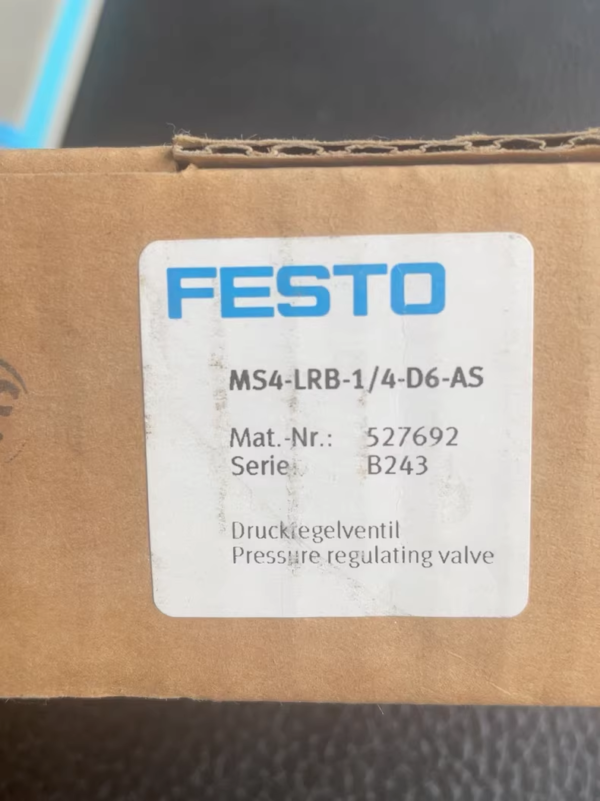 FESTO
MS4-LRB-1/4-D6-AS
Mat.-Nr.: 527692
Serie: B243
Druckregelventil
Pressure regulating valve